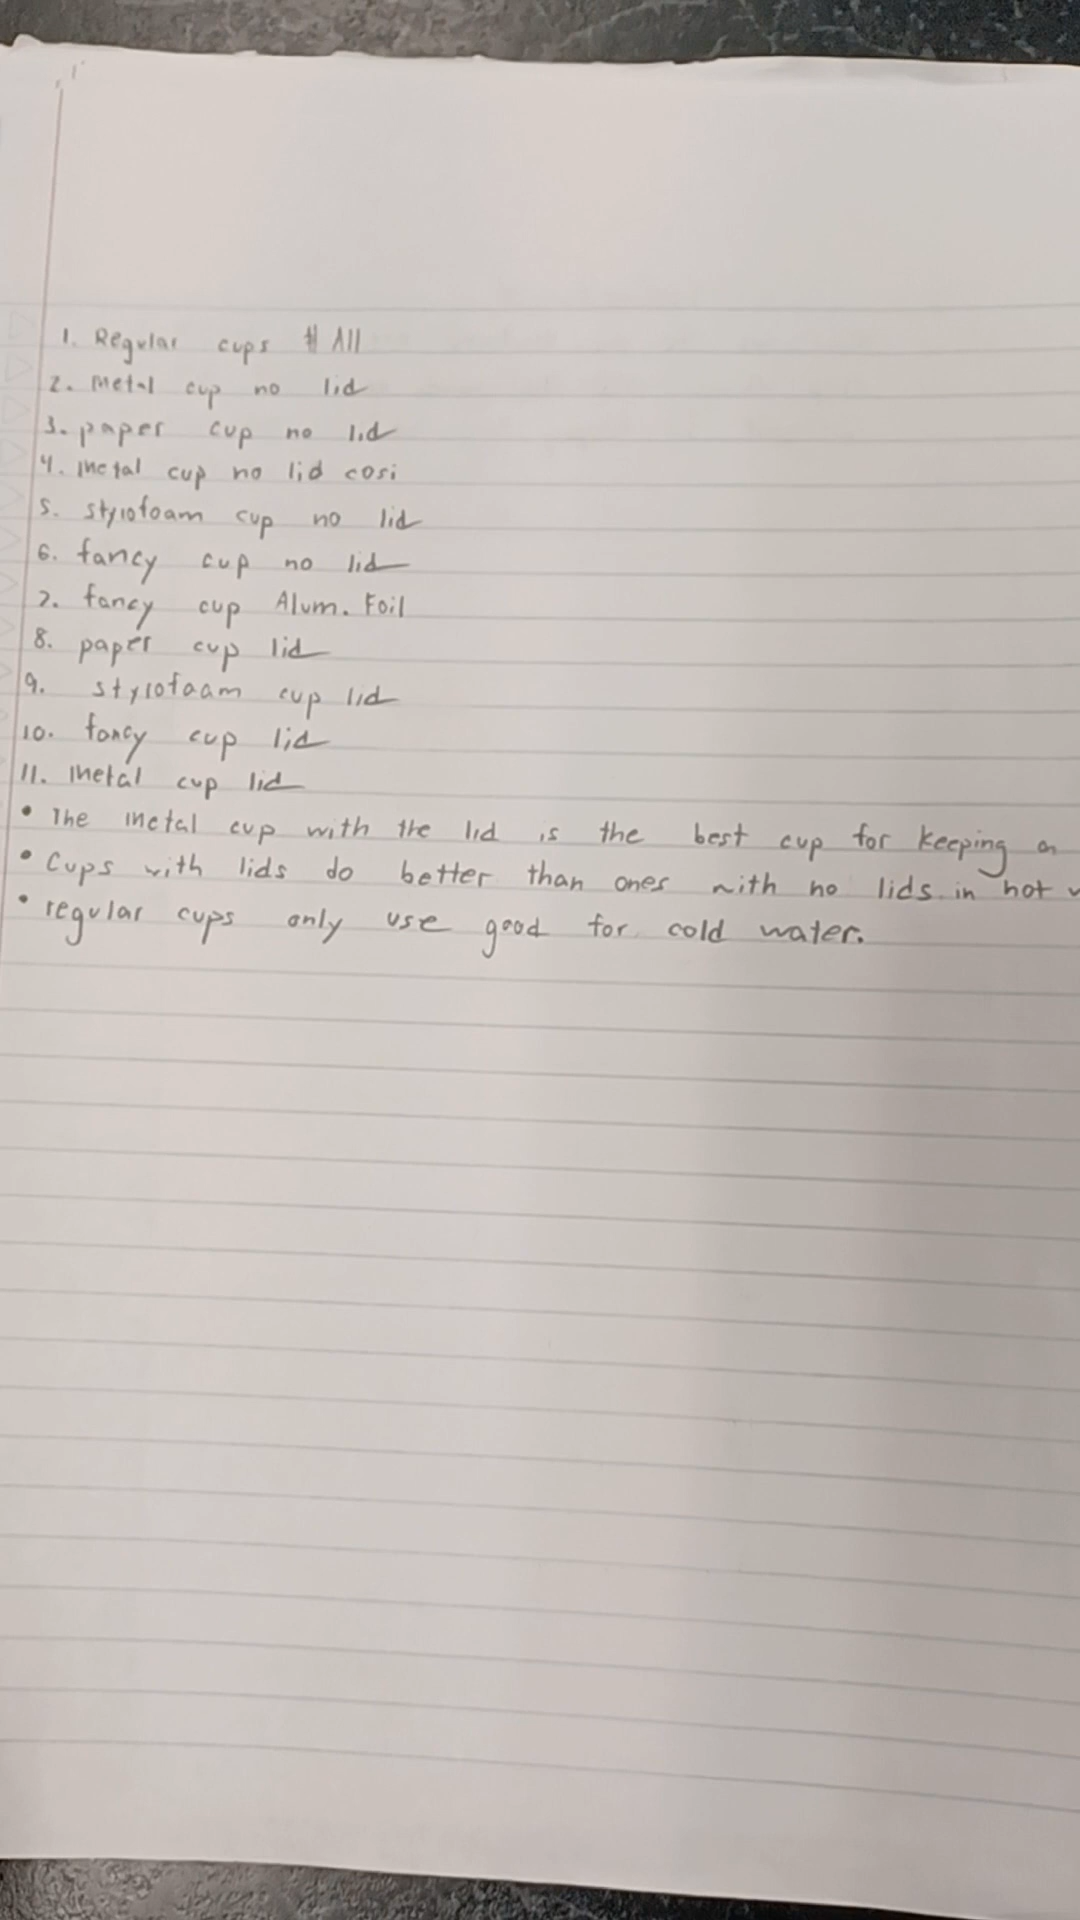 1. Regular cups All
2. Metal cup no lid
3. paper cup no lid
4. metal cup no lid cosi
5. styrofoam cup no lid
6. fancy cup no lid
7. fancy cup Alum. Foil
8. paper cup lid
9. styrofoam cup lid
10. fancy cup lid
11. metal cup lid
• The metal cup with the lid is the best cup for keeping
• Cups with lids do better than ones with no lids in hot
• regular cups only use good for cold water.